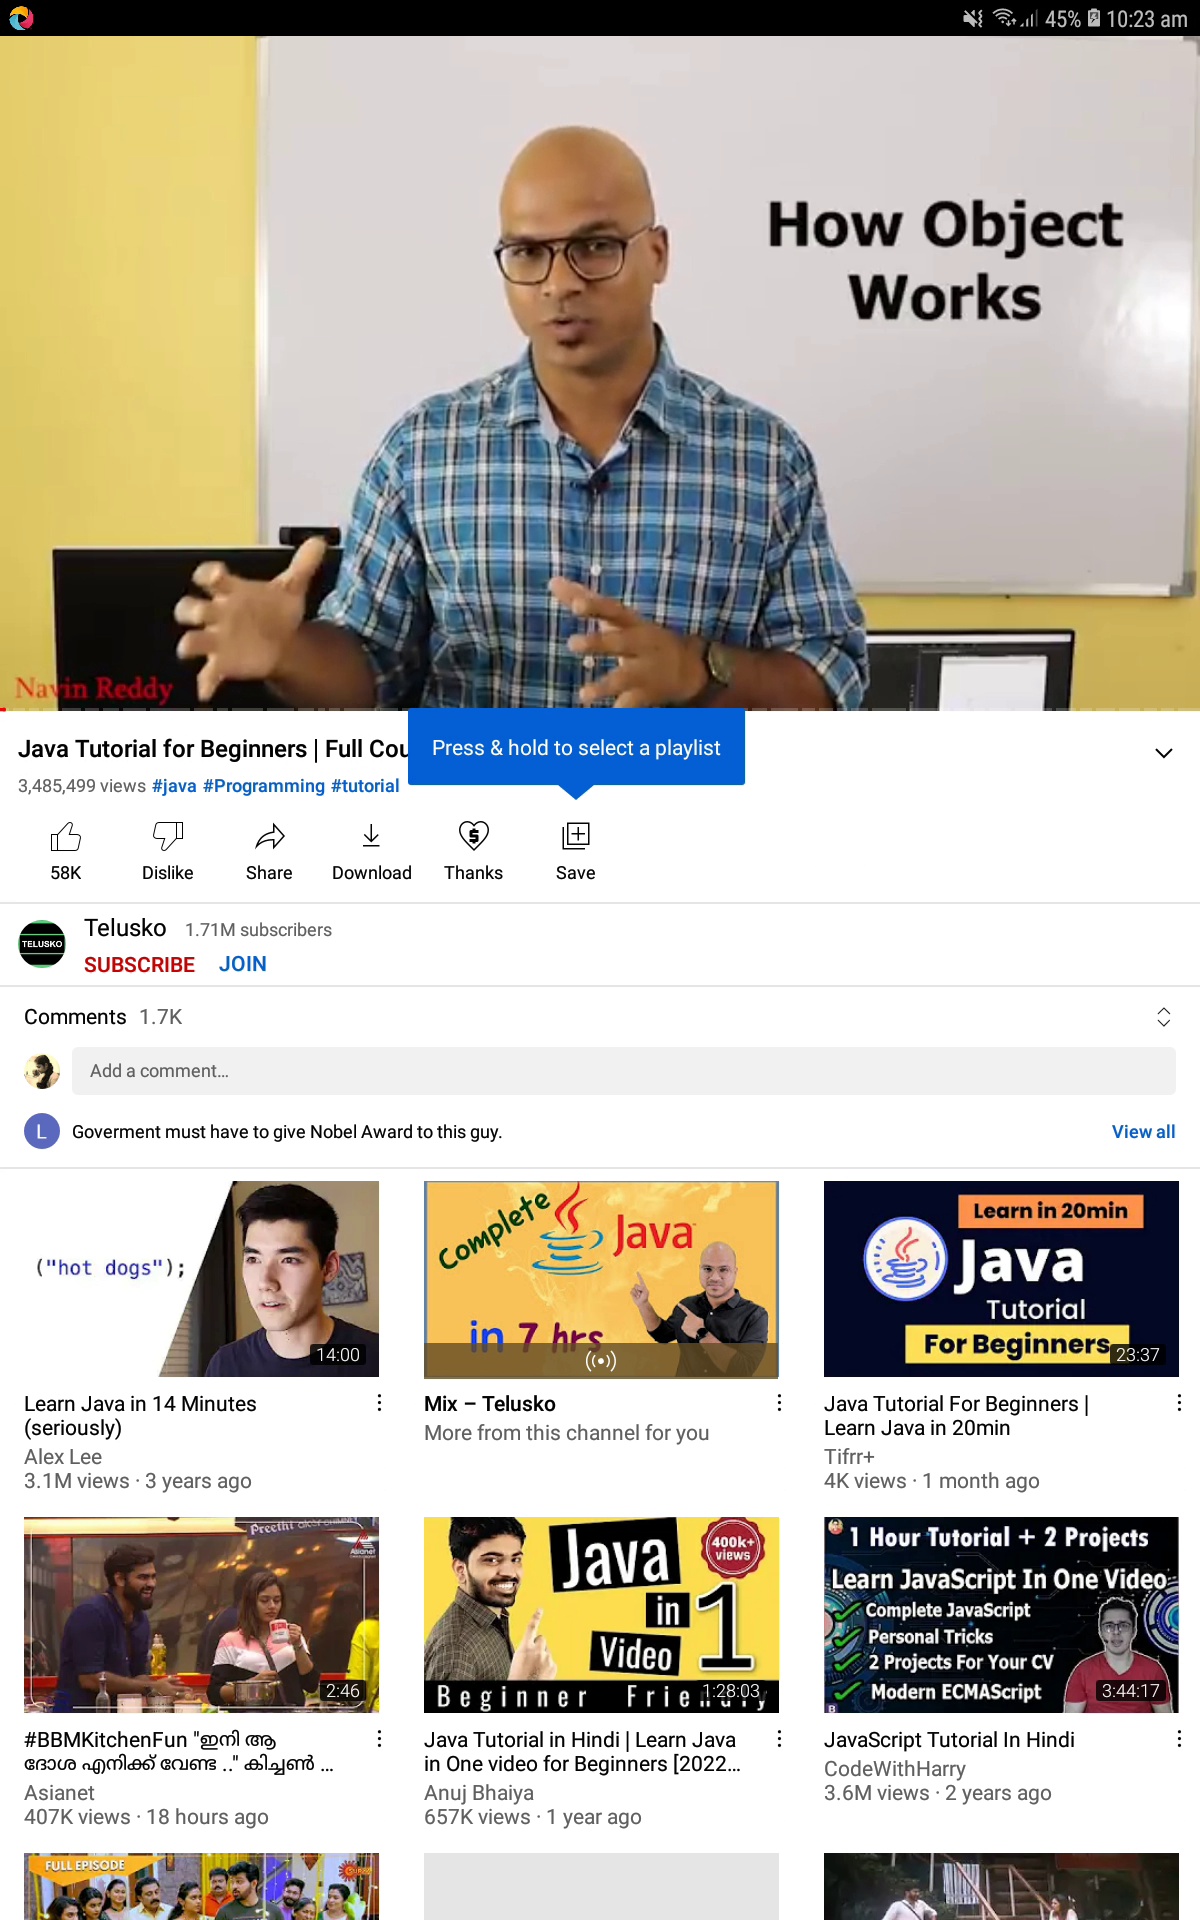 45% 10:23 am
How Object
Works
Navin Reddy
Java Tutorial for Beginners | Full Cou
Press & hold to select a playlist
3,485,499 views #java #Programming #tutorial
58K Dislike Share Download Thanks Save
TELUSKO
Telusko 1.71M subscribers
SUBSCRIBE JOIN
Comments 1.7K
Add a comment...
L Goverment must have to give Nobel Award to this guy. View all
("hot dogs");
14:00
Complete Java
in 7 hrs
Learn in 20min
Java
Tutorial
For Beginners
23:37
Learn Java in 14 Minutes
(seriously)
Alex Lee
3.1M views · 3 years ago
Mix – Telusko
More from this channel for you
Java Tutorial For Beginners |
Learn Java in 20min
Tifrr+
4K views · 1 month ago
Preethi
Asianet
2:46
Java
in 1
Video
400k+
views
Beginner Friendly
1:28:03
1 Hour Tutorial + 2 Projects
Learn JavaScript In One Video
Complete JavaScript
Personal Tricks
2 Projects For Your CV
Modern ECMAScript
3:44:17
#BBMKitchenFun "ഇനി ആ
ദോശ എനിക്ക് വേണ്ട .." കിച്ചൺ ...
Asianet
407K views · 18 hours ago
Java Tutorial in Hindi | Learn Java
in One video for Beginners [2022...
Anuj Bhaiya
657K views · 1 year ago
JavaScript Tutorial In Hindi
CodeWithHarry
3.6M views · 2 years ago
FULL EPISODE